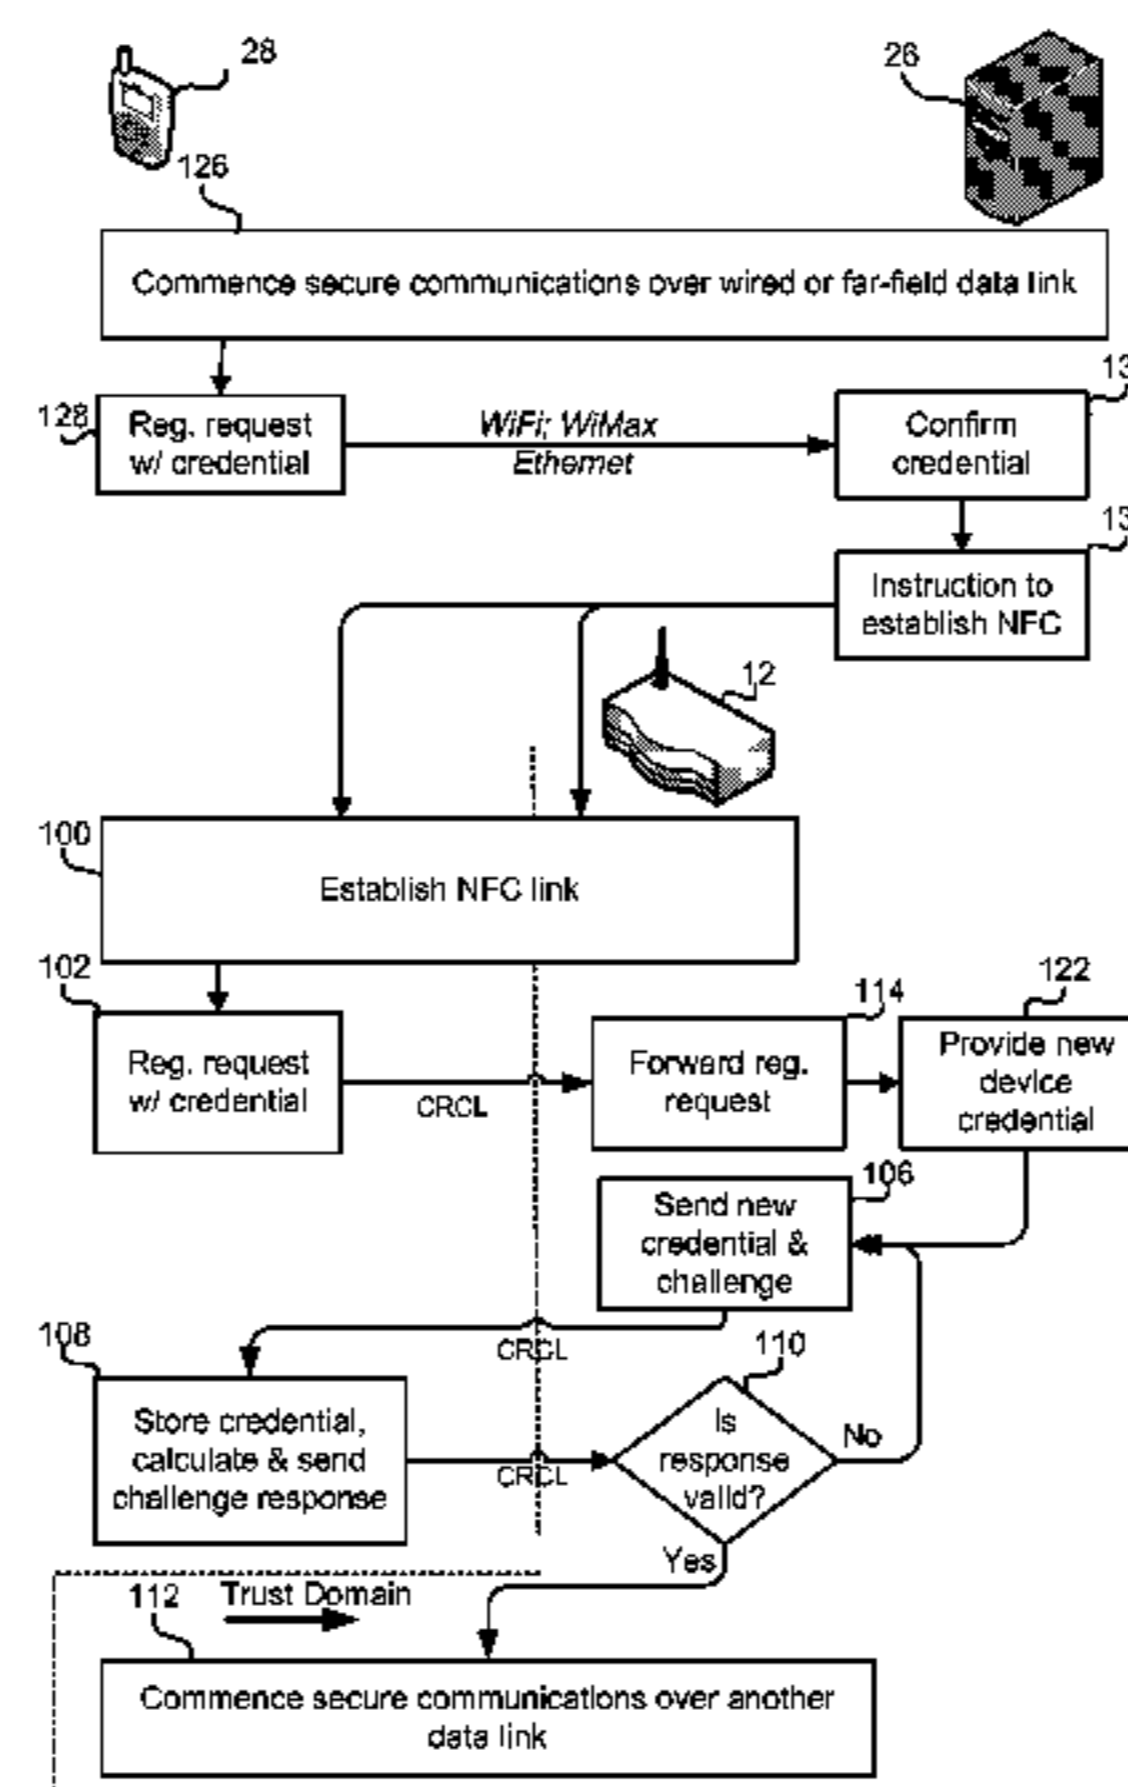 28
26
126
Commence secure communications over wired or far-field data link
128
Reg. request
w/ credential
WiFi; WiMax
Ethernet
13
Confirm
credential
13
Instruction to
establish NFC
12
100
Establish NFC link
102
Reg. request
w/ credential
CRCL
114
Forward reg.
request
122
Provide new
device
credential
106
Send new
credential &
challenge
CRCL
108
Store credential,
calculate & send
challenge response
CRCL
110
Is
response
valid?
No
Yes
112
Trust Domain
Commence secure communications over another
data link